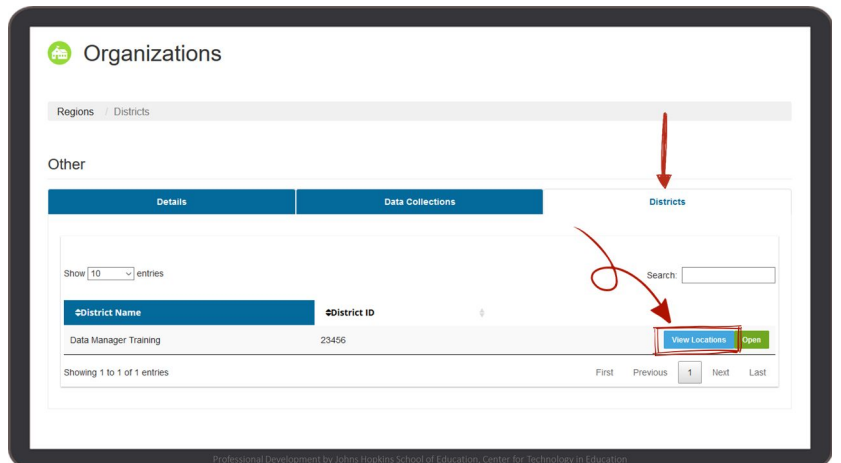 Organizations
Regions / Districts
Other
Details Data Collections Districts
Show 10 entries Search:
District Name District ID
Data Manager Training 23456 View Locations Open
Showing 1 to 1 of 1 entries First Previous 1 Next Last
Professional Development by Johns Hopkins School of Education, Center for Technology in Education